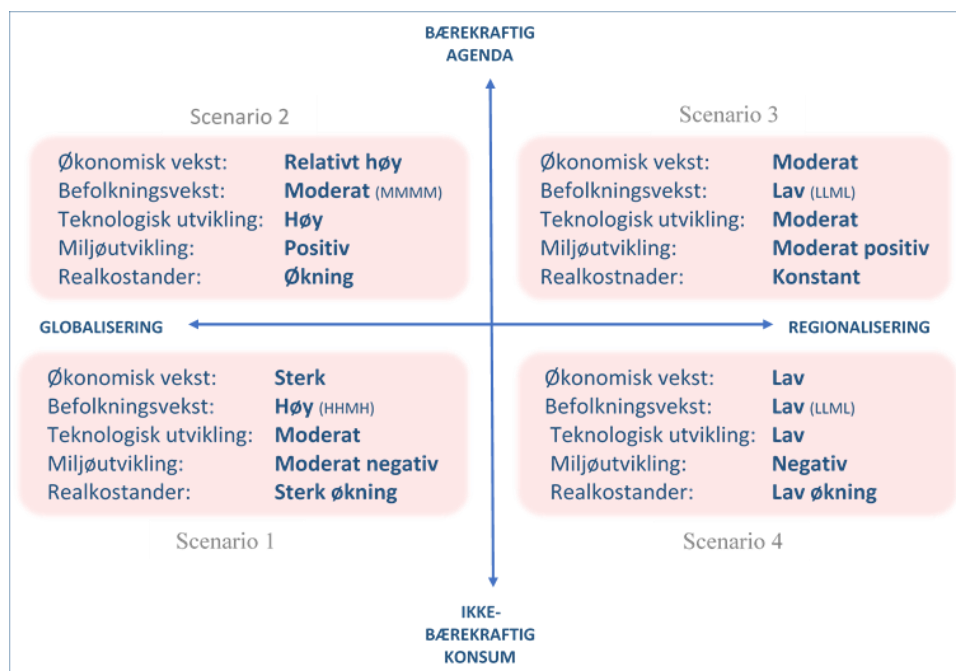 BÆREKRAFTIG
AGENDA
Scenario 2
Økonomisk vekst: Relativt høy
Befolkningsvekst: Moderat (MMMM)
Teknologisk utvikling: Høy
Miljøutvikling: Positiv
Realkostander: Økning
Scenario 3
Økonomisk vekst: Moderat
Befolkningsvekst: Lav (LLML)
Teknologisk utvikling: Moderat
Miljøutvikling: Moderat positiv
Realkostnader: Konstant
GLOBALISERING
REGIONALISERING
Økonomisk vekst: Sterk
Befolkningsvekst: Høy (HHMH)
Teknologisk utvikling: Moderat
Miljøutvikling: Moderat negativ
Realkostander: Sterk økning
Scenario 1
Økonomisk vekst: Lav
Befolkningsvekst: Lav (LLML)
Teknologisk utvikling: Lav
Miljøutvikling: Negativ
Realkostander: Lav økning
Scenario 4
IKKE-
BÆREKRAFTIG
KONSUM